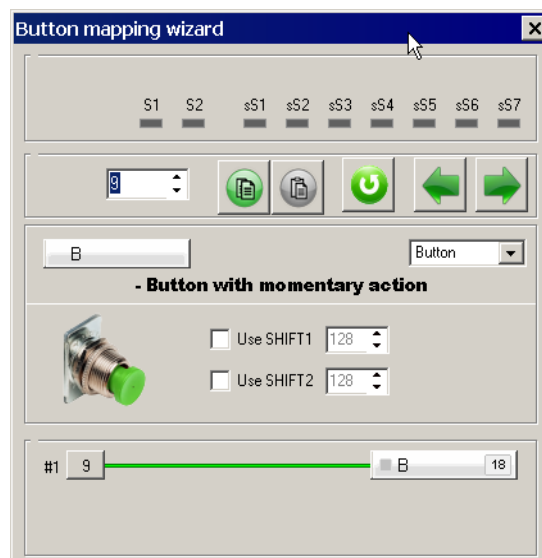 Button mapping wizard
S1 S2 sS1 sS2 sS3 sS4 sS5 sS6 sS7
9
B Button
- Button with momentary action
Use SHIFT1 128
Use SHIFT2 128
#1 9 B 18